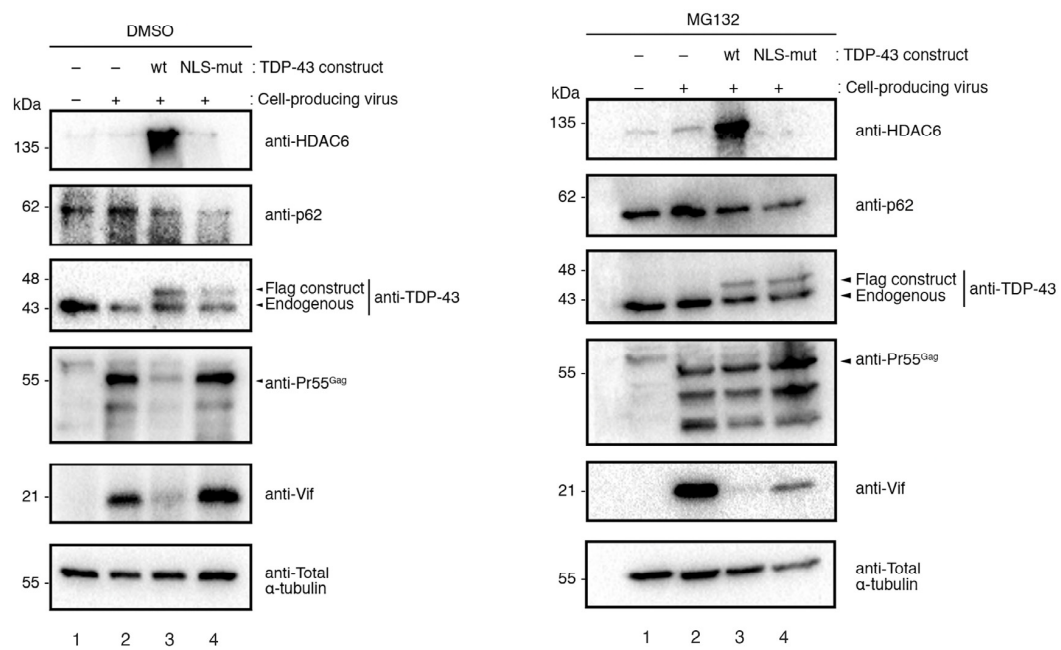 DMSO
– – wt NLS-mut : TDP-43 construct
– + + + : Cell-producing virus
kDa
135 - anti-HDAC6
62 - anti-p62
48 - Flag construct
43 - Endogenous anti-TDP-43
55 - anti-Pr55Gag
21 - anti-Vif
55 - anti-Total
α-tubulin
1 2 3 4
MG132
– – wt NLS-mut : TDP-43 construct
– + + + : Cell-producing virus
kDa
135 - anti-HDAC6
62 - anti-p62
48 - Flag construct
43 - Endogenous anti-TDP-43
55 - anti-Pr55Gag
21 - anti-Vif
55 - anti-Total
α-tubulin
1 2 3 4